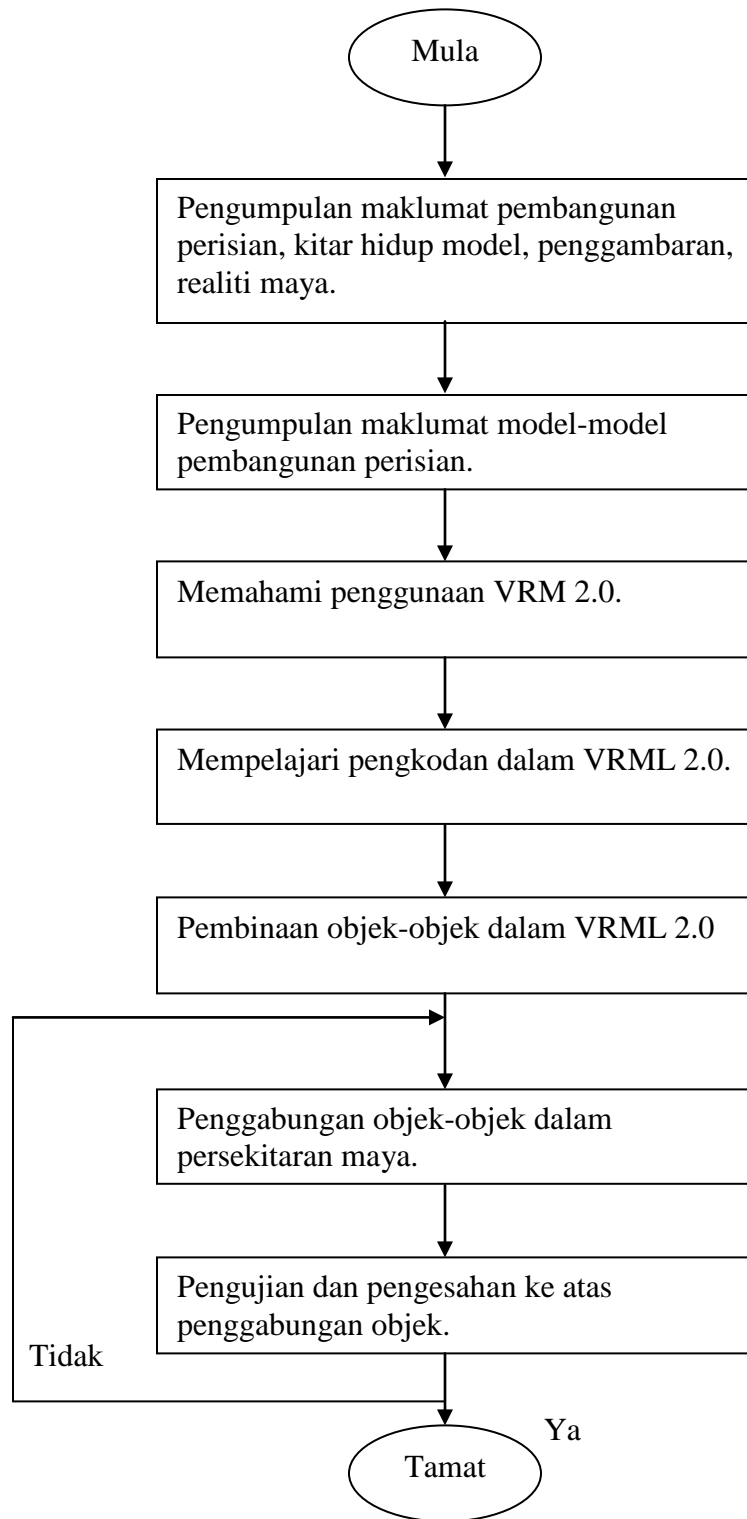 Mula
Pengumpulan maklumat pembangunan
perisian, kitar hidup model, penggambaran,
realiti maya.
Pengumpulan maklumat model-model
pembangunan perisian.
Memahami penggunaan VRM 2.0.
Mempelajari pengkodan dalam VRML 2.0.
Pembinaan objek-objek dalam VRML 2.0
Penggabungan objek-objek dalam
persekitaran maya.
Pengujian dan pengesahan ke atas
penggabungan objek.
Tidak
Ya
Tamat